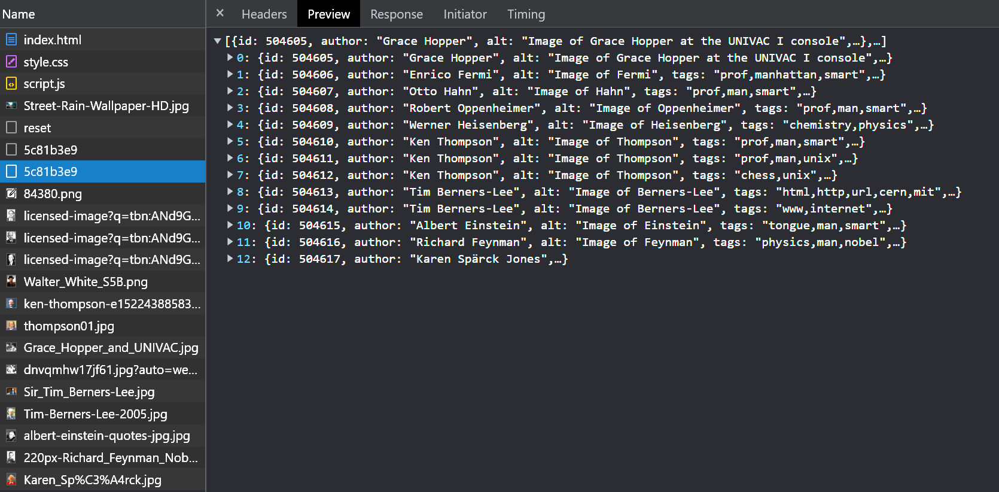 Name
index.html
style.css
script.js
Street-Rain-Wallpaper-HD.jpg
reset
5c81b3e9
5c81b3e9
84380.png
licensed-image?q=tbn:ANd9G...
licensed-image?q=tbn:ANd9G...
licensed-image?q=tbn:ANd9G...
Walter_White_S5B.png
ken-thompson-e15224388583...
thompson01.jpg
Grace_Hopper_and_UNIVAC.jpg
dnvqmhw17jf61.jpg?auto=we...
Sir_Tim_Berners-Lee.jpg
Tim-Berners-Lee-2005.jpg
albert-einstein-quotes-jpg.jpg
220px-Richard_Feynman_Nob...
Karen_Sp%C3%A4rck.jpg
× Headers Preview Response Initiator Timing
▼[{id: 504605, author: "Grace Hopper", alt: "Image of Grace Hopper at the UNIVAC I console",…},…]
▶0: {id: 504605, author: "Grace Hopper", alt: "Image of Grace Hopper at the UNIVAC I console",…}
▶1: {id: 504606, author: "Enrico Fermi", alt: "Image of Fermi", tags: "prof,manhattan,smart",…}
▶2: {id: 504607, author: "Otto Hahn", alt: "Image of Hahn", tags: "prof,man,smart",…}
▶3: {id: 504608, author: "Robert Oppenheimer", alt: "Image of Oppenheimer", tags: "prof,man,smart",…}
▶4: {id: 504609, author: "Werner Heisenberg", alt: "Image of Heisenberg", tags: "chemistry,physics",…}
▶5: {id: 504610, author: "Ken Thompson", alt: "Image of Thompson", tags: "prof,man,smart",…}
▶6: {id: 504611, author: "Ken Thompson", alt: "Image of Thompson", tags: "prof,man,unix",…}
▶7: {id: 504612, author: "Ken Thompson", alt: "Image of Thompson", tags: "chess,unix",…}
▶8: {id: 504613, author: "Tim Berners-Lee", alt: "Image of Berners-Lee", tags: "html,http,url,cern,mit",…}
▶9: {id: 504614, author: "Tim Berners-Lee", alt: "Image of Berners-Lee", tags: "www,internet",…}
▶10: {id: 504615, author: "Albert Einstein", alt: "Image of Einstein", tags: "tongue,man,smart",…}
▶11: {id: 504616, author: "Richard Feynman", alt: "Image of Feynman", tags: "physics,man,nobel",…}
▶12: {id: 504617, author: "Karen Spärck Jones",…}